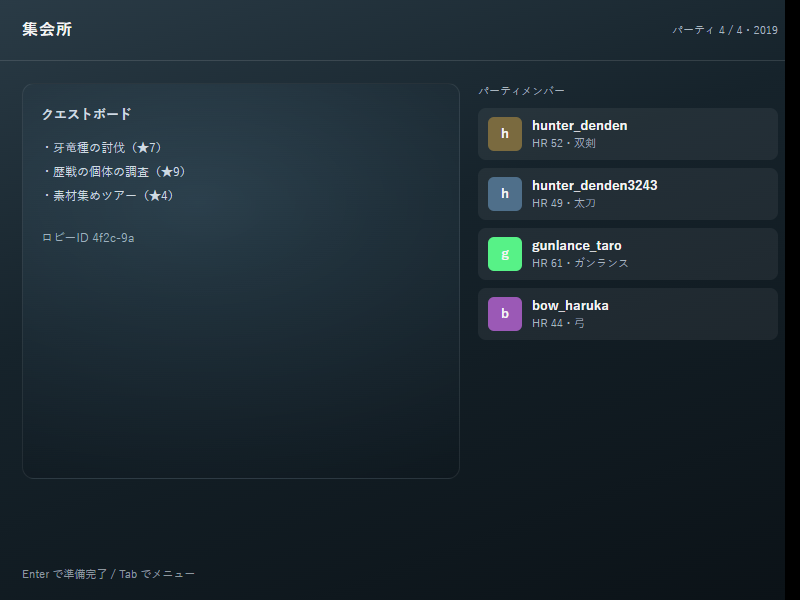 集会所
パーティ 4 / 4・2019
クエストボード
・牙竜種の討伐（★7）
・歴戦の個体の調査（★9）
・素材集めツアー（★4）
ロビーID 4f2c-9a
パーティメンバー
h
hunter_denden
HR 52・双剣
h
hunter_denden3243
HR 49・太刀
g
gunlance_taro
HR 61・ガンランス
b
bow_haruka
HR 44・弓
Enter で準備完了 / Tab でメニュー